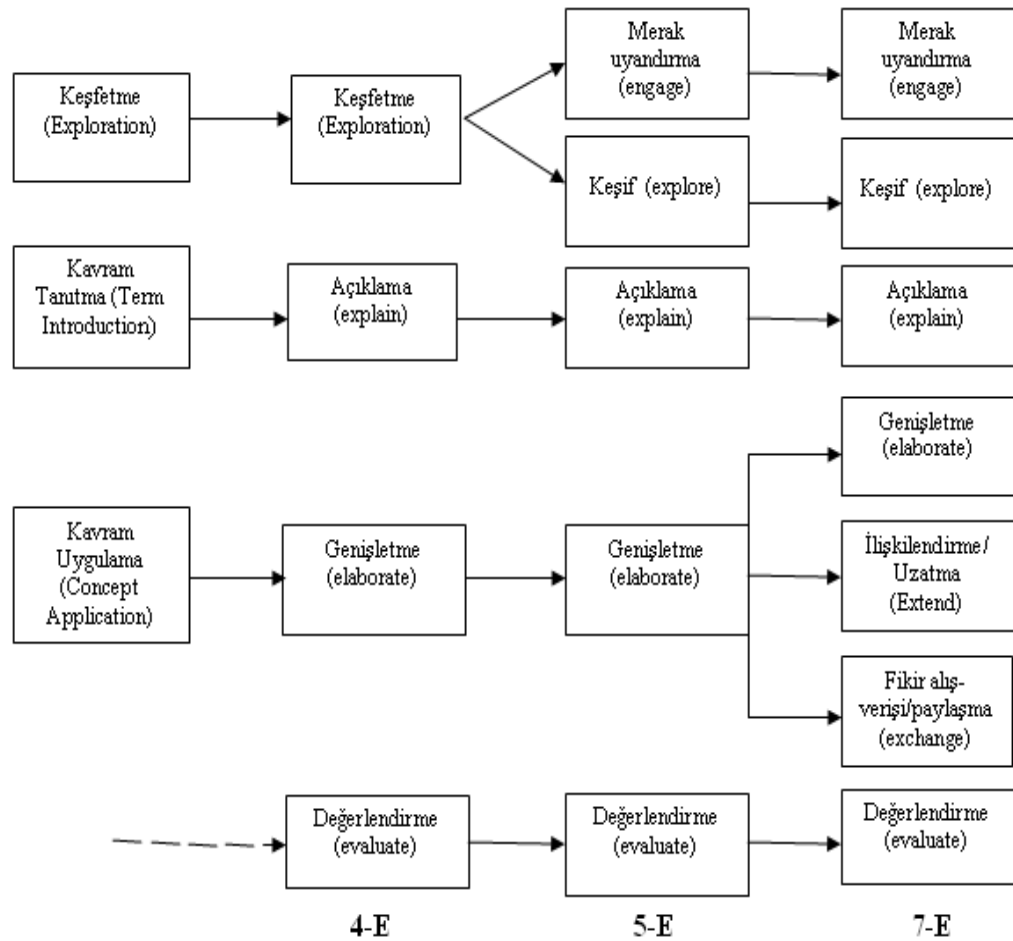 Keşfetme
(Exploration)
Keşfetme
(Exploration)
Merak
uyandırma
(engage)
Merak
uyandırma
(engage)
Keşif (explore)
Keşif (explore)
Kavram
Tanıtma (Term
Introduction)
Açıklama
(explain)
Açıklama
(explain)
Açıklama
(explain)
Kavram
Uygulama
(Concept
Application)
Genişletme
(elaborate)
Genişletme
(elaborate)
Genişletme
(elaborate)
İlişkilendirme/
Uzatma
(Extend)
Fikir alış-
verişi/paylaşma
(exchange)
Değerlendirme
(evaluate)
Değerlendirme
(evaluate)
Değerlendirme
(evaluate)
4-E
5-E
7-E